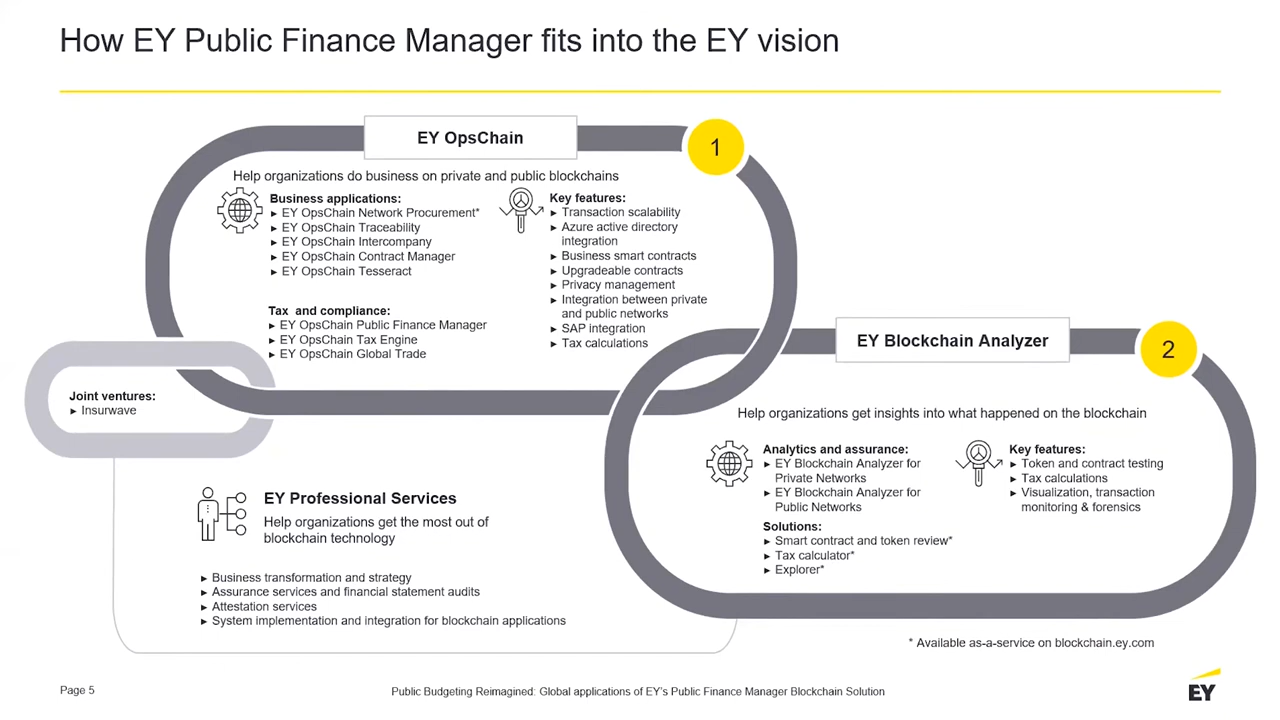 How EY Public Finance Manager fits into the EY vision
EY OpsChain
1
Help organizations do business on private and public blockchains
Business applications:
► EY OpsChain Network Procurement*
► EY OpsChain Traceability
► EY OpsChain Intercompany
► EY OpsChain Contract Manager
► EY OpsChain Tesseract
Tax and compliance:
► EY OpsChain Public Finance Manager
► EY OpsChain Tax Engine
► EY OpsChain Global Trade
Key features:
► Transaction scalability
► Azure active directory
integration
► Business smart contracts
► Upgradeable contracts
► Privacy management
► Integration between private
and public networks
► SAP integration
► Tax calculations
Joint ventures:
► Insurwave
EY Blockchain Analyzer
2
Help organizations get insights into what happened on the blockchain
Analytics and assurance:
► EY Blockchain Analyzer for
Private Networks
► EY Blockchain Analyzer for
Public Networks
Solutions:
► Smart contract and token review*
► Tax calculator*
► Explorer*
Key features:
► Token and contract testing
► Tax calculations
► Visualization, transaction
monitoring & forensics
EY Professional Services
Help organizations get the most out of
blockchain technology
► Business transformation and strategy
► Assurance services and financial statement audits
► Attestation services
► System implementation and integration for blockchain applications
* Available as-a-service on blockchain.ey.com
Page 5
Public Budgeting Reimagined: Global applications of EY's Public Finance Manager Blockchain Solution
EY